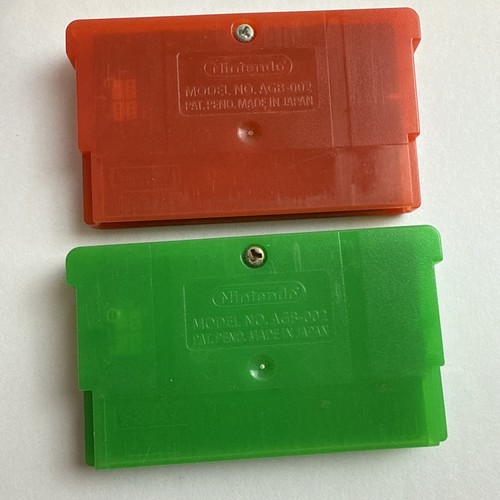 Nintendo
MODEL NO. AGB-002
PAT. PEND. MADE IN JAPAN
Nintendo
MODEL NO. AGB-002
PAT. PEND. MADE IN JAPAN